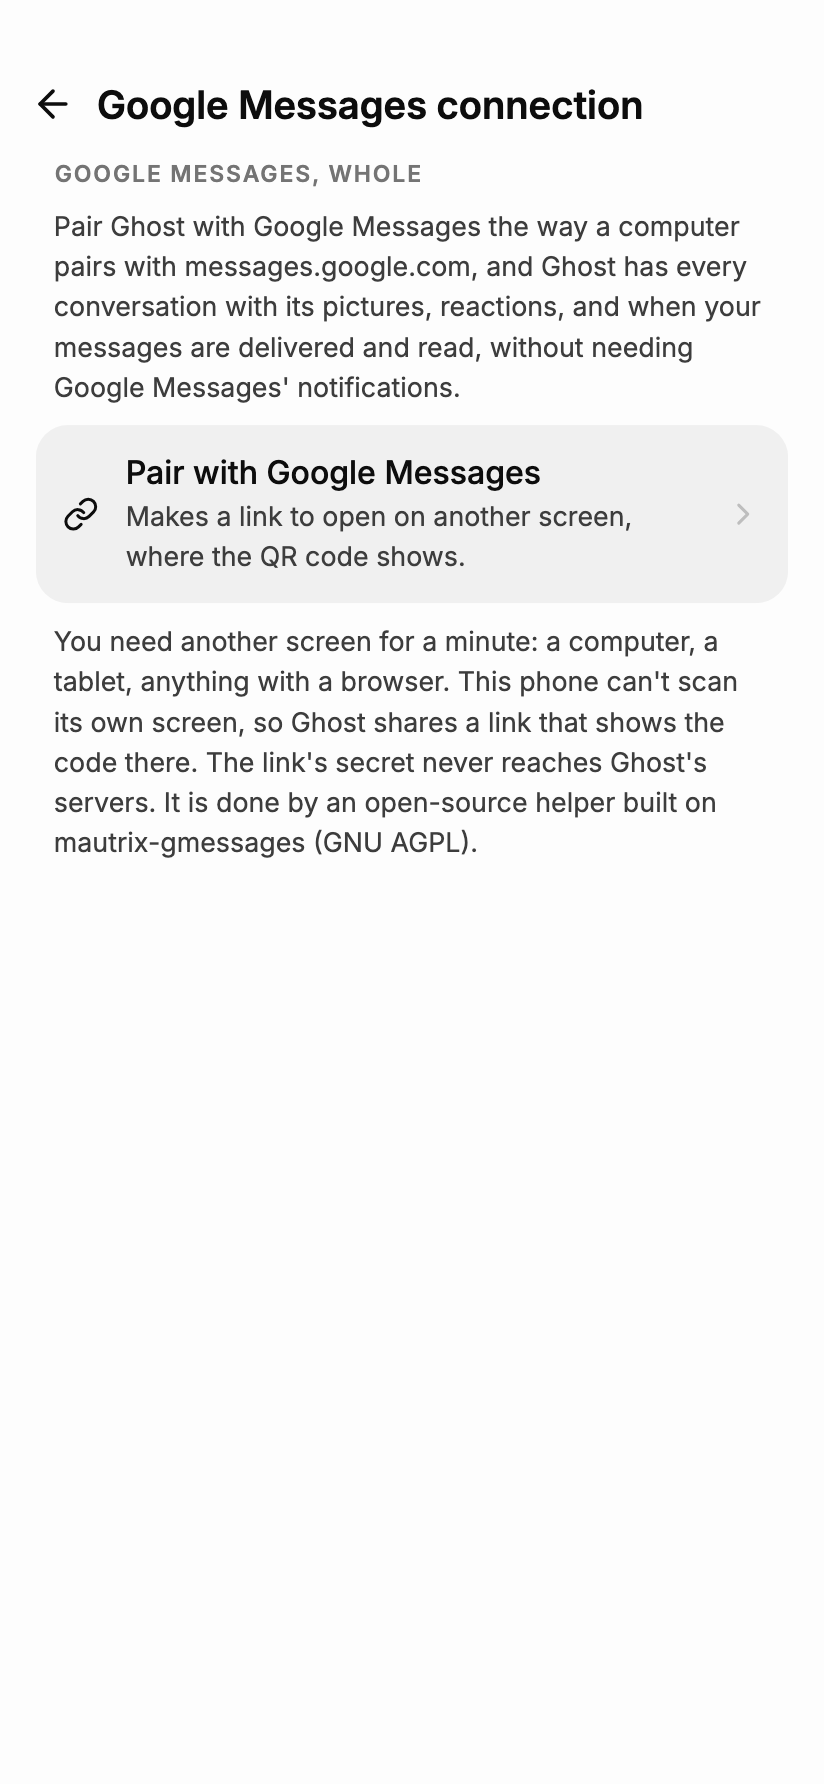 Google Messages connection
GOOGLE MESSAGES, WHOLE
Pair Ghost with Google Messages the way a computer
pairs with messages.google.com, and Ghost has every
conversation with its pictures, reactions, and when your
messages are delivered and read, without needing
Google Messages' notifications.
Pair with Google Messages
Makes a link to open on another screen,
where the QR code shows.
You need another screen for a minute: a computer, a
tablet, anything with a browser. This phone can't scan
its own screen, so Ghost shares a link that shows the
code there. The link's secret never reaches Ghost's
servers. It is done by an open-source helper built on
mautrix-gmessages (GNU AGPL).